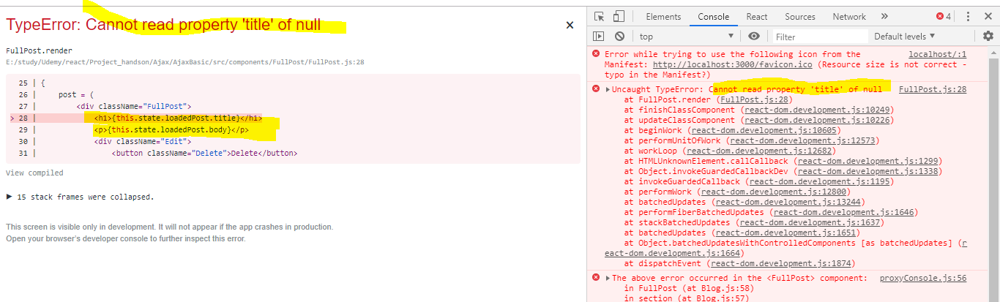 TypeError: Cannot read property 'title' of null
×
FullPost.render
E:/study/Udemy/react/Project_handson/Ajax/AjaxBasic/src/components/FullPost/FullPost.js:28
25 | {
26 | post = (
27 | <div className="FullPost">
> 28 | <h1>{this.state.loadedPost.title}</h1>
29 | <p>{this.state.loadedPost.body}</p>
30 | <div className="Edit">
31 | <button className="Delete">Delete</button>
View compiled
▶ 15 stack frames were collapsed.
This screen is visible only in development. It will not appear if the app crashes in production.
Open your browser's developer console to further inspect this error.
Elements Console React Sources Network » 4
top ▼ Filter Default levels ▼
Error while trying to use the following icon from the localhost/:1
Manifest: http://localhost:3000/favicon.ico (Resource size is not correct -
typo in the Manifest?)
▶Uncaught TypeError: Cannot read property 'title' of null FullPost.js:28
at FullPost.render (FullPost.js:28)
at finishClassComponent (react-dom.development.js:10249)
at updateClassComponent (react-dom.development.js:10226)
at beginWork (react-dom.development.js:10605)
at performUnitOfWork (react-dom.development.js:12573)
at workLoop (react-dom.development.js:12682)
at HTMLUnknownElement.callCallback (react-dom.development.js:1299)
at Object.invokeGuardedCallbackDev (react-dom.development.js:1338)
at invokeGuardedCallback (react-dom.development.js:1195)
at performWork (react-dom.development.js:12800)
at batchedUpdates (react-dom.development.js:13244)
at performFiberBatchedUpdates (react-dom.development.js:1646)
at stackBatchedUpdates (react-dom.development.js:1637)
at batchedUpdates (react-dom.development.js:1651)
at Object.batchedUpdatesWithControlledComponents [as batchedUpdates] (r
eact-dom.development.js:1664)
at dispatchEvent (react-dom.development.js:1874)
▶The above error occurred in the <FullPost> component: proxyConsole.js:56
in FullPost (at Blog.js:58)
in section (at Blog.js:57)